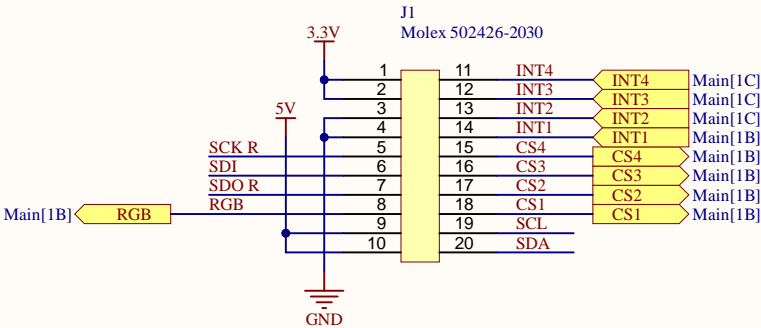 J1
Molex 502426-2030
3.3V
5V
1 11 INT4 INT4 Main[1C]
2 12 INT3 INT3 Main[1C]
3 13 INT2 INT2 Main[1C]
4 14 INT1 INT1 Main[1B]
SCK R 5 15 CS4 CS4 Main[1B]
SDI 6 16 CS3 CS3 Main[1B]
SDO R 7 17 CS2 CS2 Main[1B]
Main[1B] RGB RGB 8 18 CS1 CS1 Main[1B]
9 19 SCL
10 20 SDA
GND